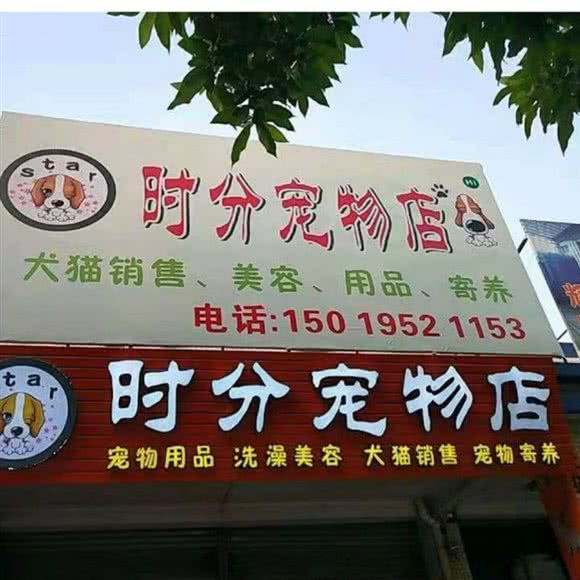 star
时分宠物店
Hi
犬猫销售、美容、用品、寄养
电话:150 1952 1153
star
时分宠物店
宠物用品 洗澡美容 犬猫销售 宠物寄养